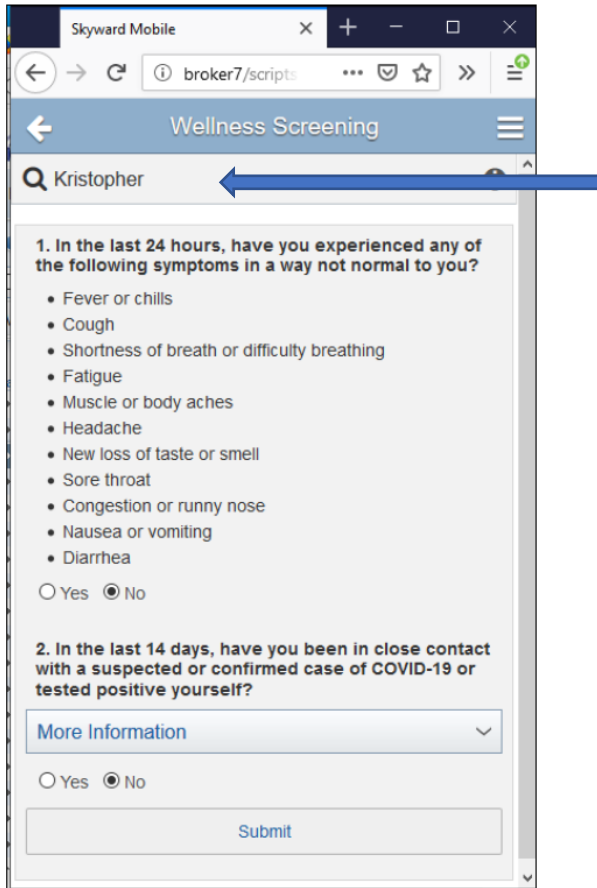 Skyward Mobile
broker7/scripts
Wellness Screening
Kristopher
1. In the last 24 hours, have you experienced any of
the following symptoms in a way not normal to you?
• Fever or chills
• Cough
• Shortness of breath or difficulty breathing
• Fatigue
• Muscle or body aches
• Headache
• New loss of taste or smell
• Sore throat
• Congestion or runny nose
• Nausea or vomiting
• Diarrhea
Yes No
2. In the last 14 days, have you been in close contact
with a suspected or confirmed case of COVID-19 or
tested positive yourself?
More Information
Yes No
Submit